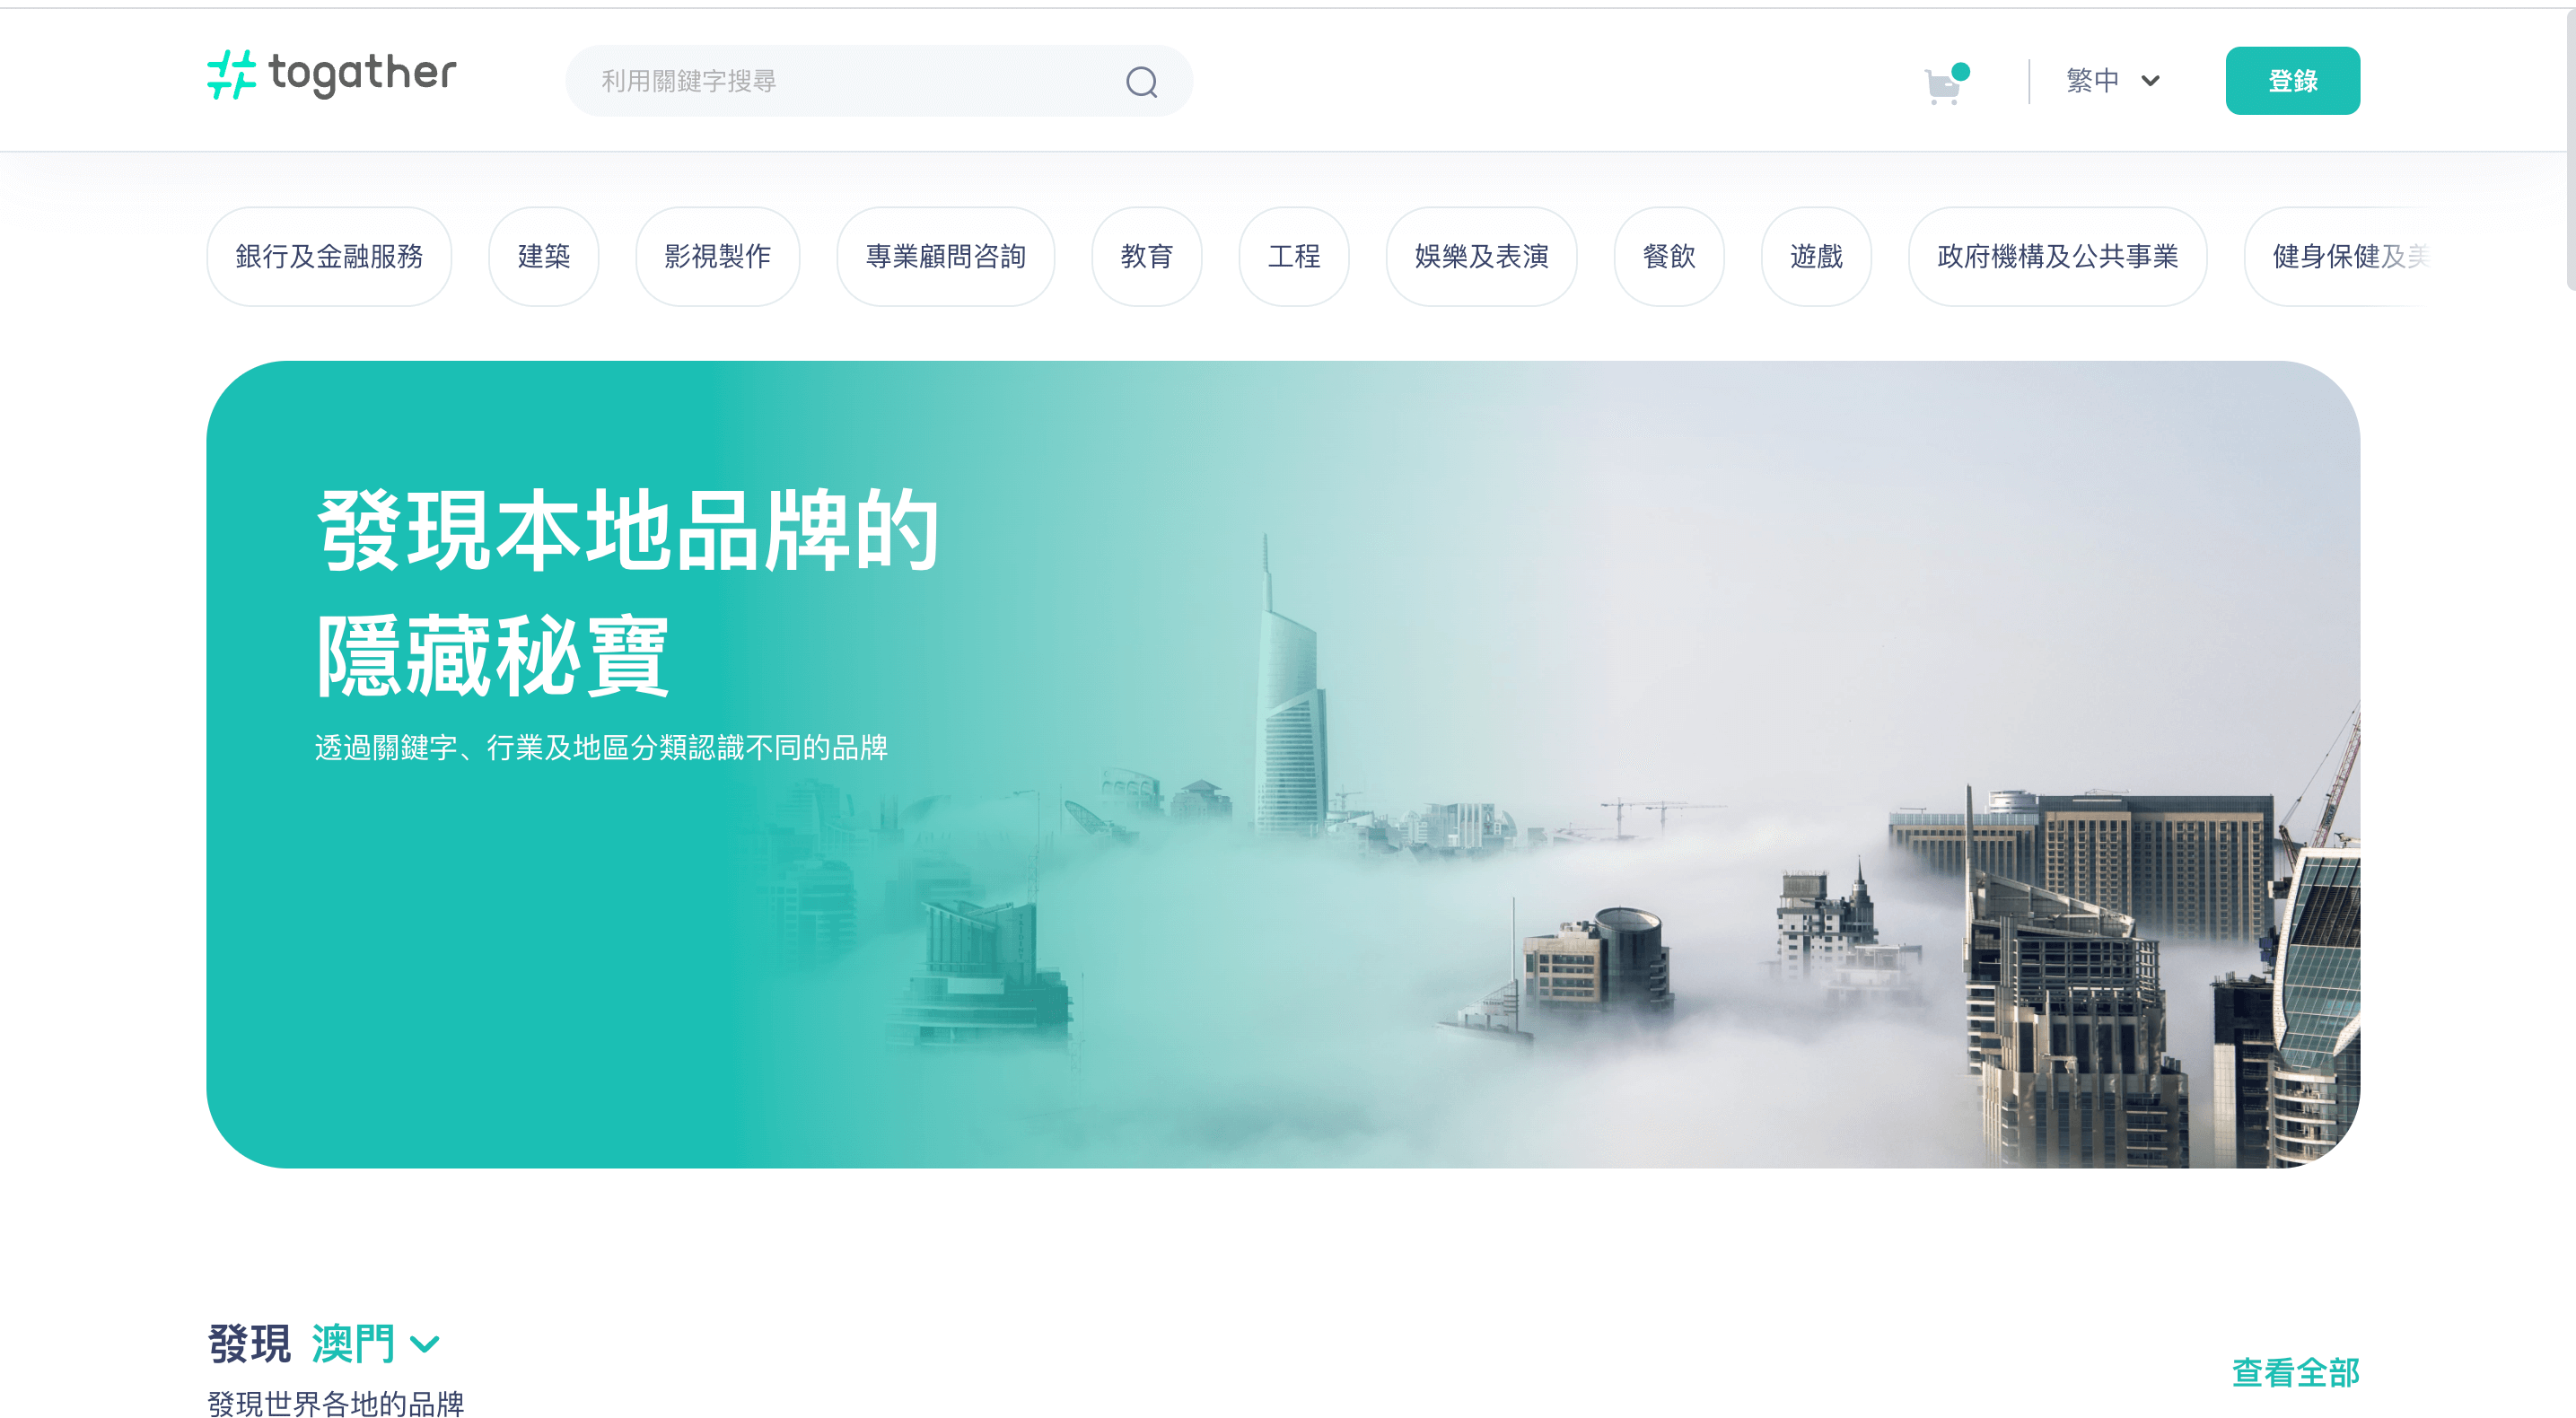 togather
利用關鍵字搜尋
繁中
登錄
銀行及金融服務
建築
影視製作
專業顧問咨詢
教育
工程
娛樂及表演
餐飲
遊戲
政府機構及公共事業
健身保健及美
發現本地品牌的
隱藏秘寶
透過關鍵字、行業及地區分類認識不同的品牌
發現 澳門
查看全部
發現世界各地的品牌